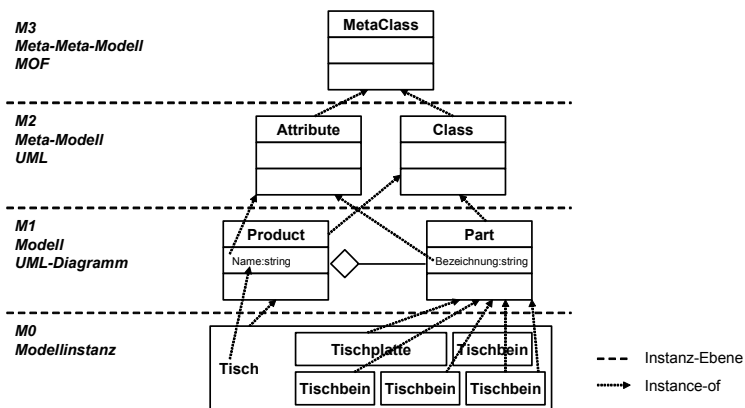 M3
Meta-Meta-Modell
MOF
MetaClass
M2
Meta-Modell
UML
Attribute
Class
M1
Modell
UML-Diagramm
Product
Name:string
Part
Bezeichnung:string
M0
Modellinstanz
Tisch
Tischplatte
Tischbein
Tischbein
Tischbein
Tischbein
Instanz-Ebene
Instance-of